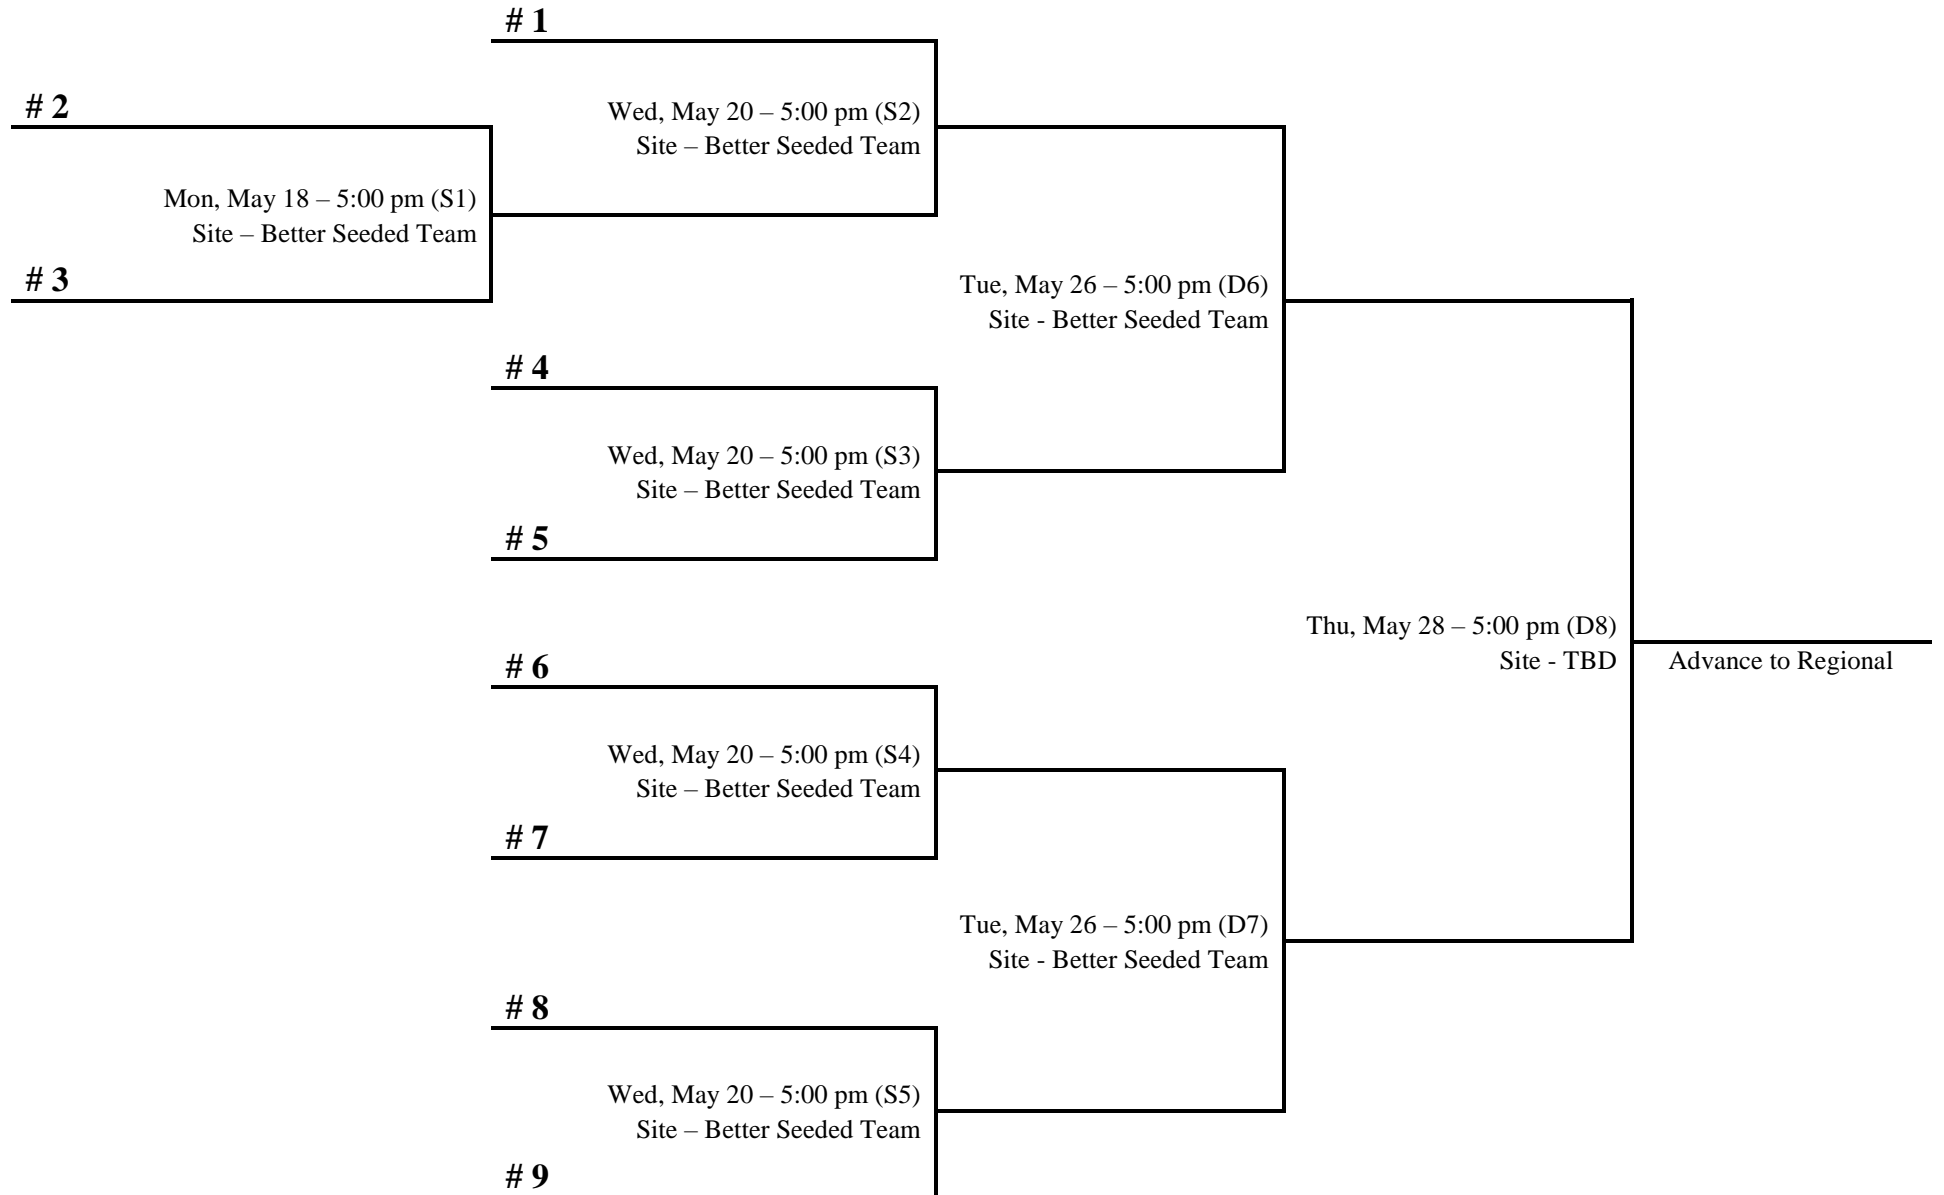 # 1
# 2
Wed, May 20 – 5:00 pm (S2)
Site – Better Seeded Team
Mon, May 18 – 5:00 pm (S1)
Site – Better Seeded Team
# 3
Tue, May 26 – 5:00 pm (D6)
Site - Better Seeded Team
# 4
Wed, May 20 – 5:00 pm (S3)
Site – Better Seeded Team
# 5
Thu, May 28 – 5:00 pm (D8)
Site - TBD
Advance to Regional
# 6
Wed, May 20 – 5:00 pm (S4)
Site – Better Seeded Team
# 7
Tue, May 26 – 5:00 pm (D7)
Site - Better Seeded Team
# 8
Wed, May 20 – 5:00 pm (S5)
Site – Better Seeded Team
# 9